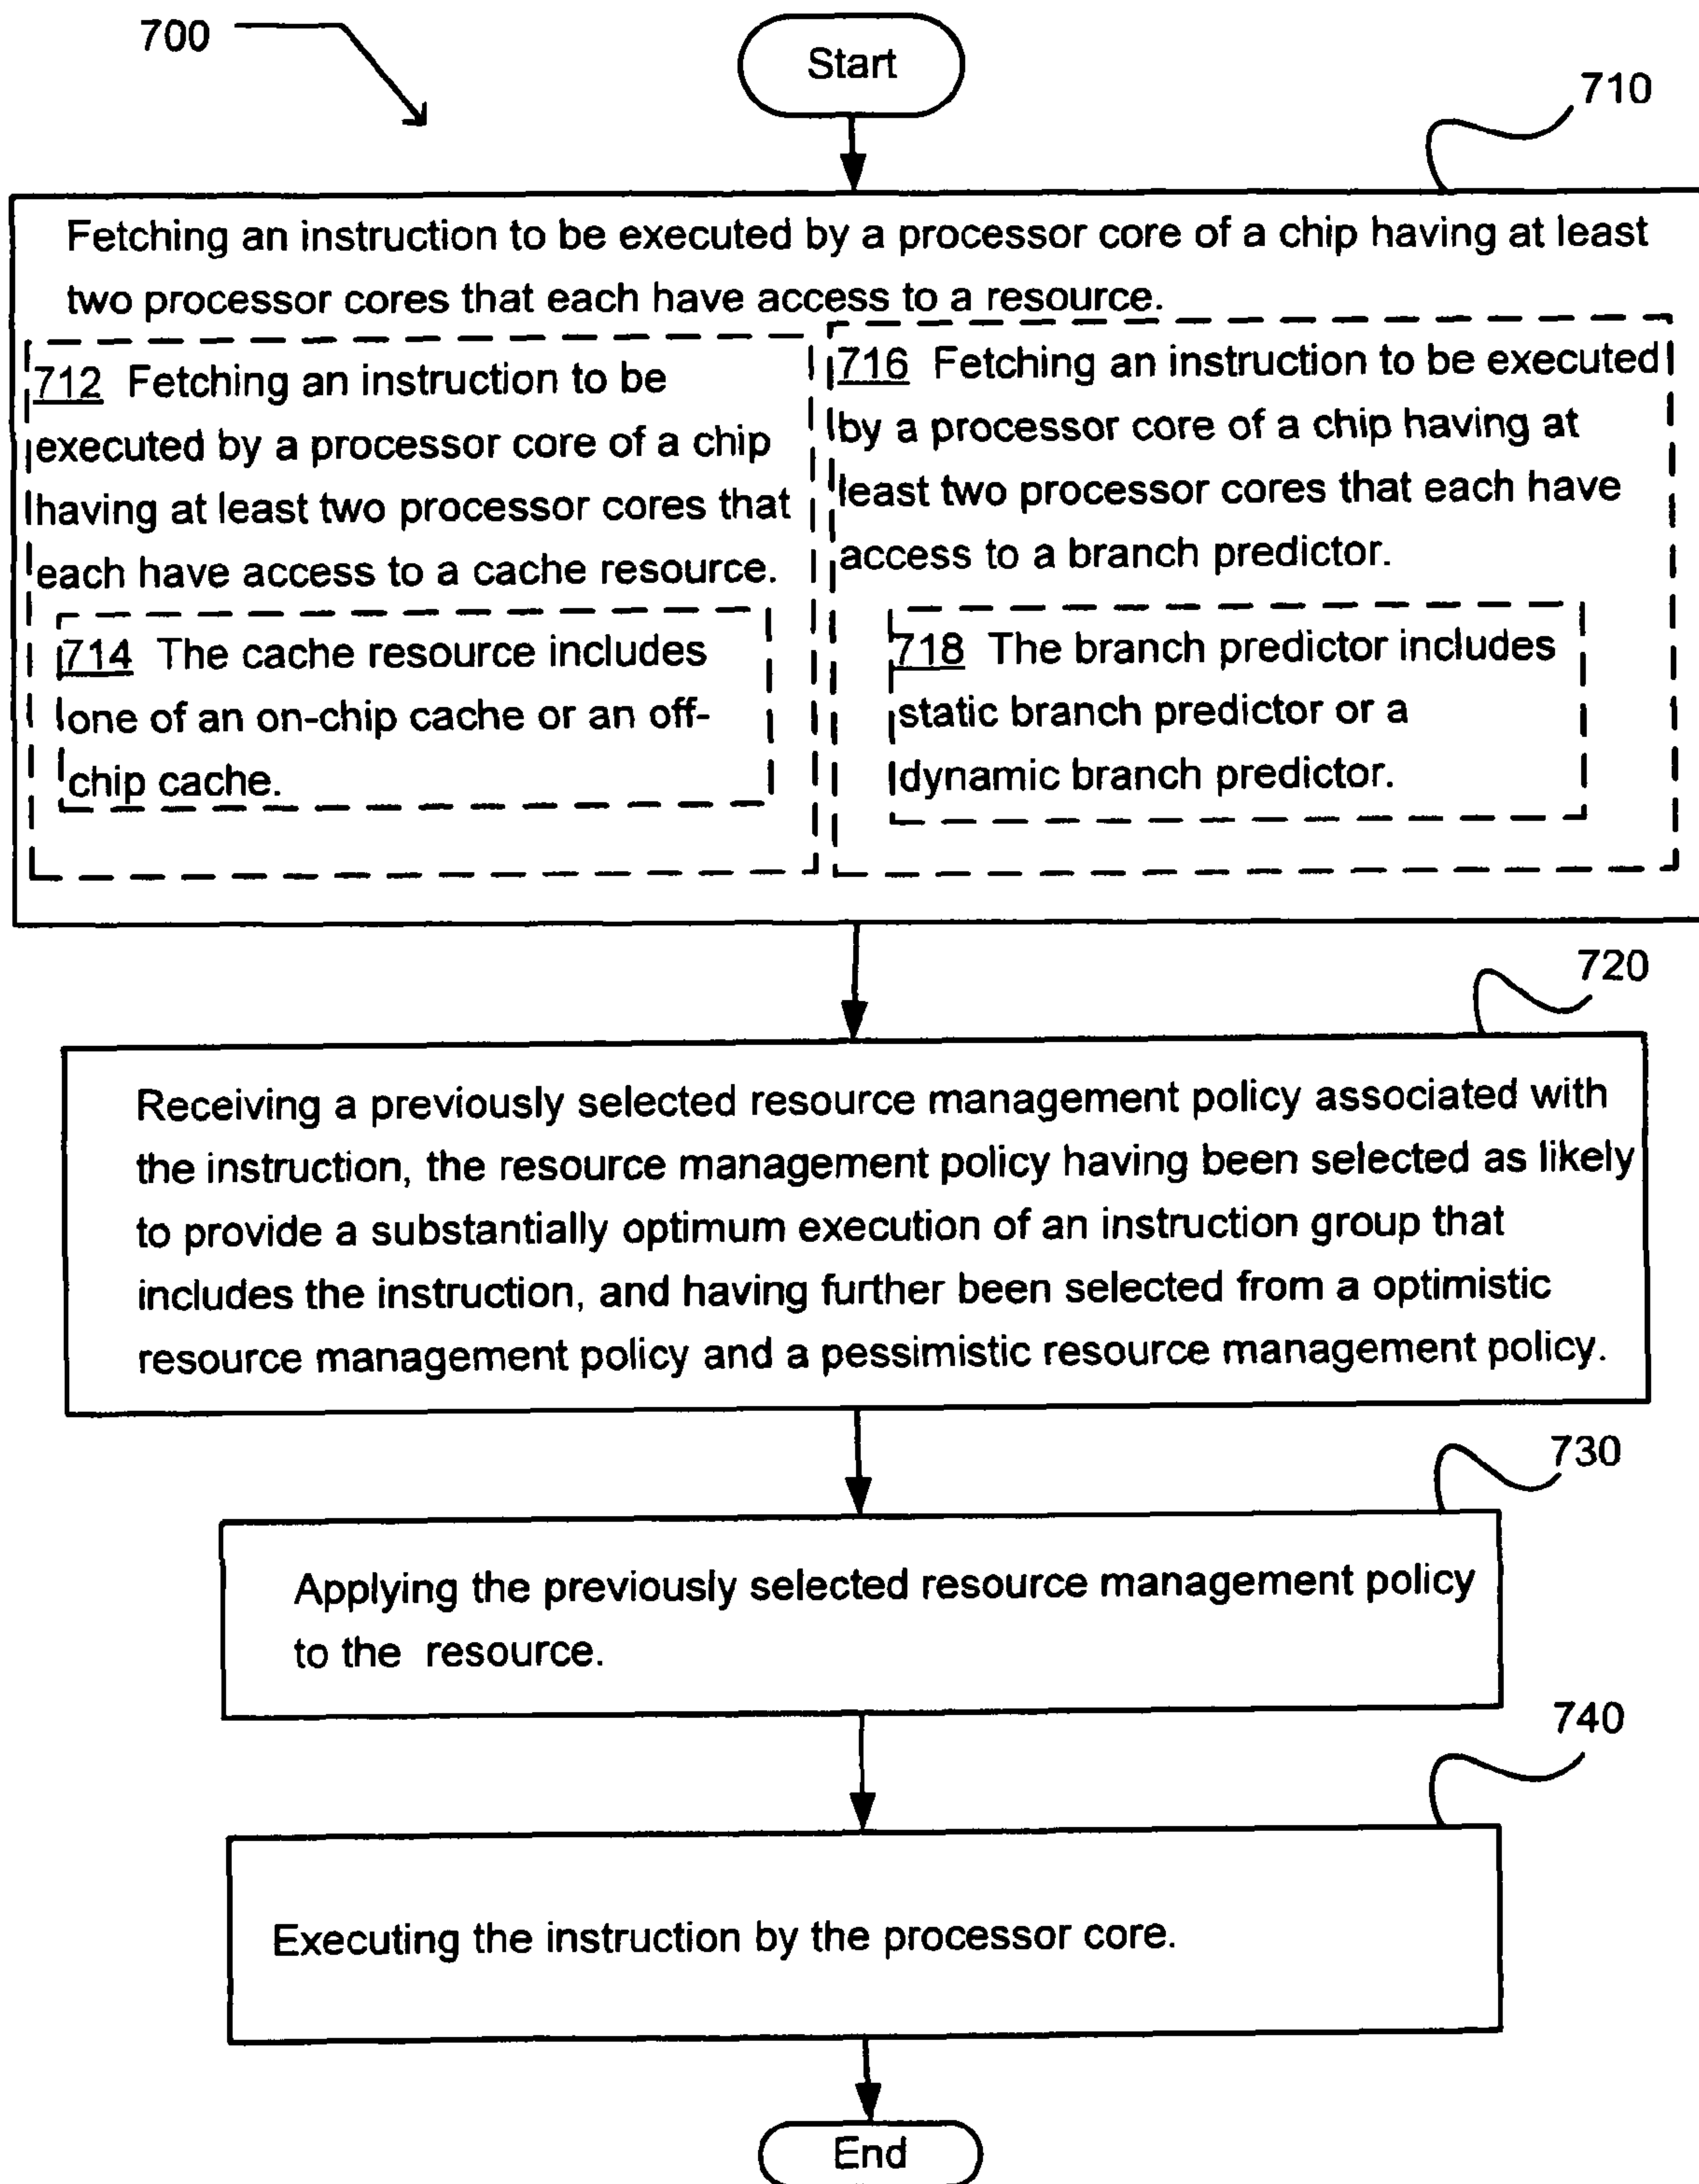 700
Start
710
Fetching an instruction to be executed by a processor core of a chip having at least
two processor cores that each have access to a resource.
712 Fetching an instruction to be
executed by a processor core of a chip
having at least two processor cores that
each have access to a cache resource.
714 The cache resource includes
one of an on-chip cache or an off-
chip cache.
716 Fetching an instruction to be executed
by a processor core of a chip having at
least two processor cores that each have
access to a branch predictor.
718 The branch predictor includes
static branch predictor or a
dynamic branch predictor.
720
Receiving a previously selected resource management policy associated with
the instruction, the resource management policy having been selected as likely
to provide a substantially optimum execution of an instruction group that
includes the instruction, and having further been selected from a optimistic
resource management policy and a pessimistic resource management policy.
730
Applying the previously selected resource management policy
to the resource.
740
Executing the instruction by the processor core.
End